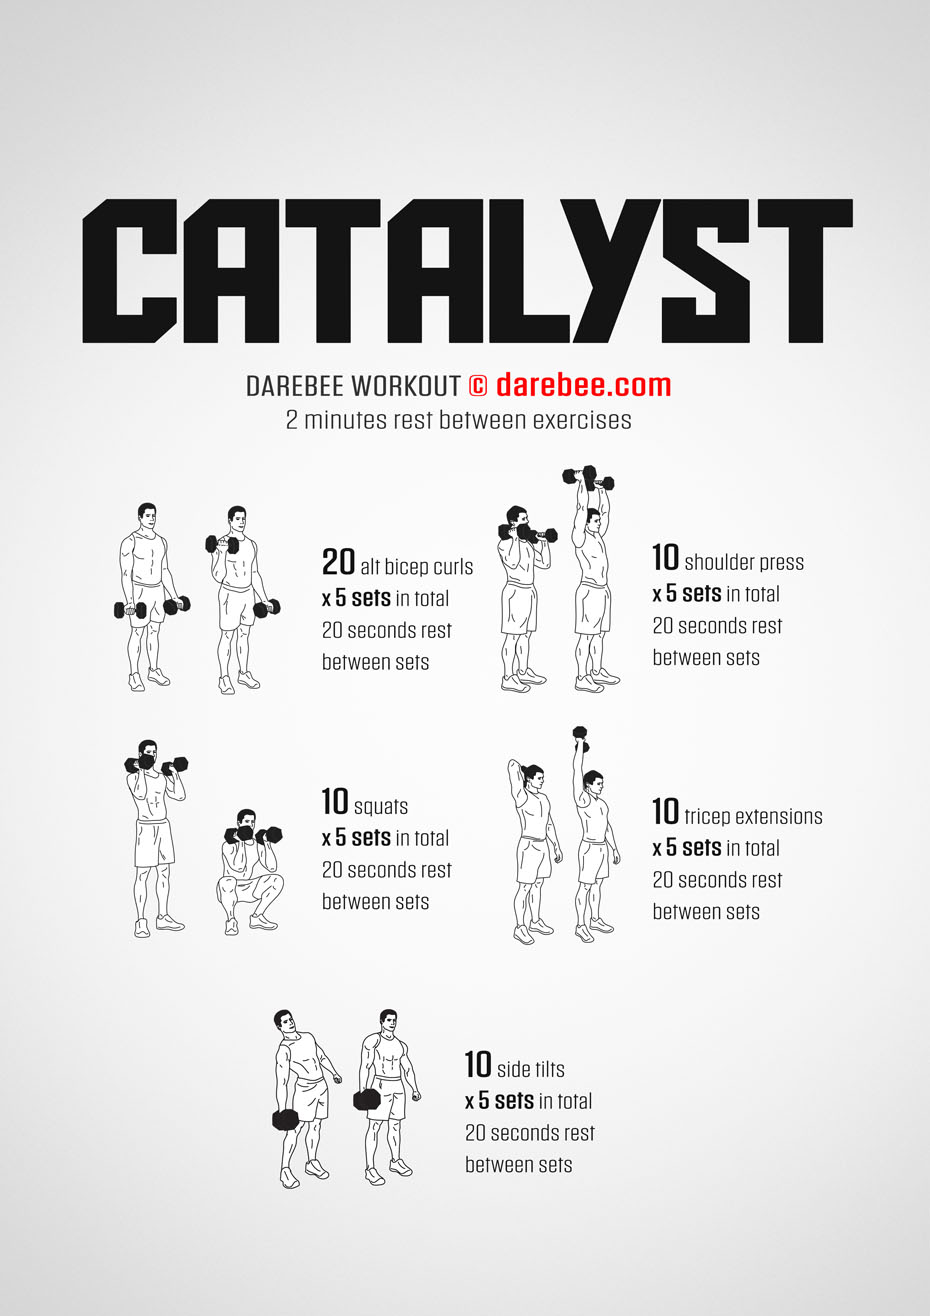 CATALYST
DAREBEE WORKOUT © darebee.com
2 minutes rest between exercises
20 alt bicep curls
x 5 sets in total
20 seconds rest
between sets
10 shoulder press
x 5 sets in total
20 seconds rest
between sets
10 squats
x 5 sets in total
20 seconds rest
between sets
10 tricep extensions
x 5 sets in total
20 seconds rest
between sets
10 side tilts
x 5 sets in total
20 seconds rest
between sets